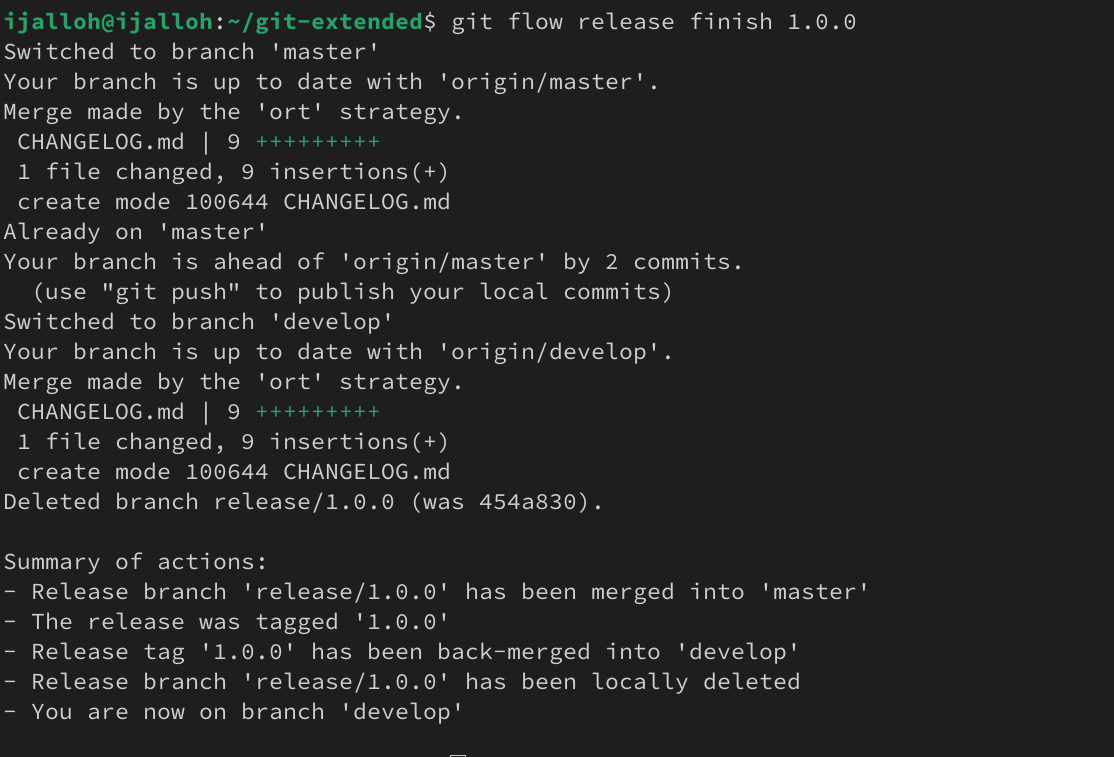 ijalloh@ijalloh:~/git-extended$ git flow release finish 1.0.0
Switched to branch 'master'
Your branch is up to date with 'origin/master'.
Merge made by the 'ort' strategy.
 CHANGELOG.md | 9 +++++++++
 1 file changed, 9 insertions(+)
 create mode 100644 CHANGELOG.md
Already on 'master'
Your branch is ahead of 'origin/master' by 2 commits.
  (use "git push" to publish your local commits)
Switched to branch 'develop'
Your branch is up to date with 'origin/develop'.
Merge made by the 'ort' strategy.
 CHANGELOG.md | 9 +++++++++
 1 file changed, 9 insertions(+)
 create mode 100644 CHANGELOG.md
Deleted branch release/1.0.0 (was 454a830).

Summary of actions:
- Release branch 'release/1.0.0' has been merged into 'master'
- The release was tagged '1.0.0'
- Release tag '1.0.0' has been back-merged into 'develop'
- Release branch 'release/1.0.0' has been locally deleted
- You are now on branch 'develop'